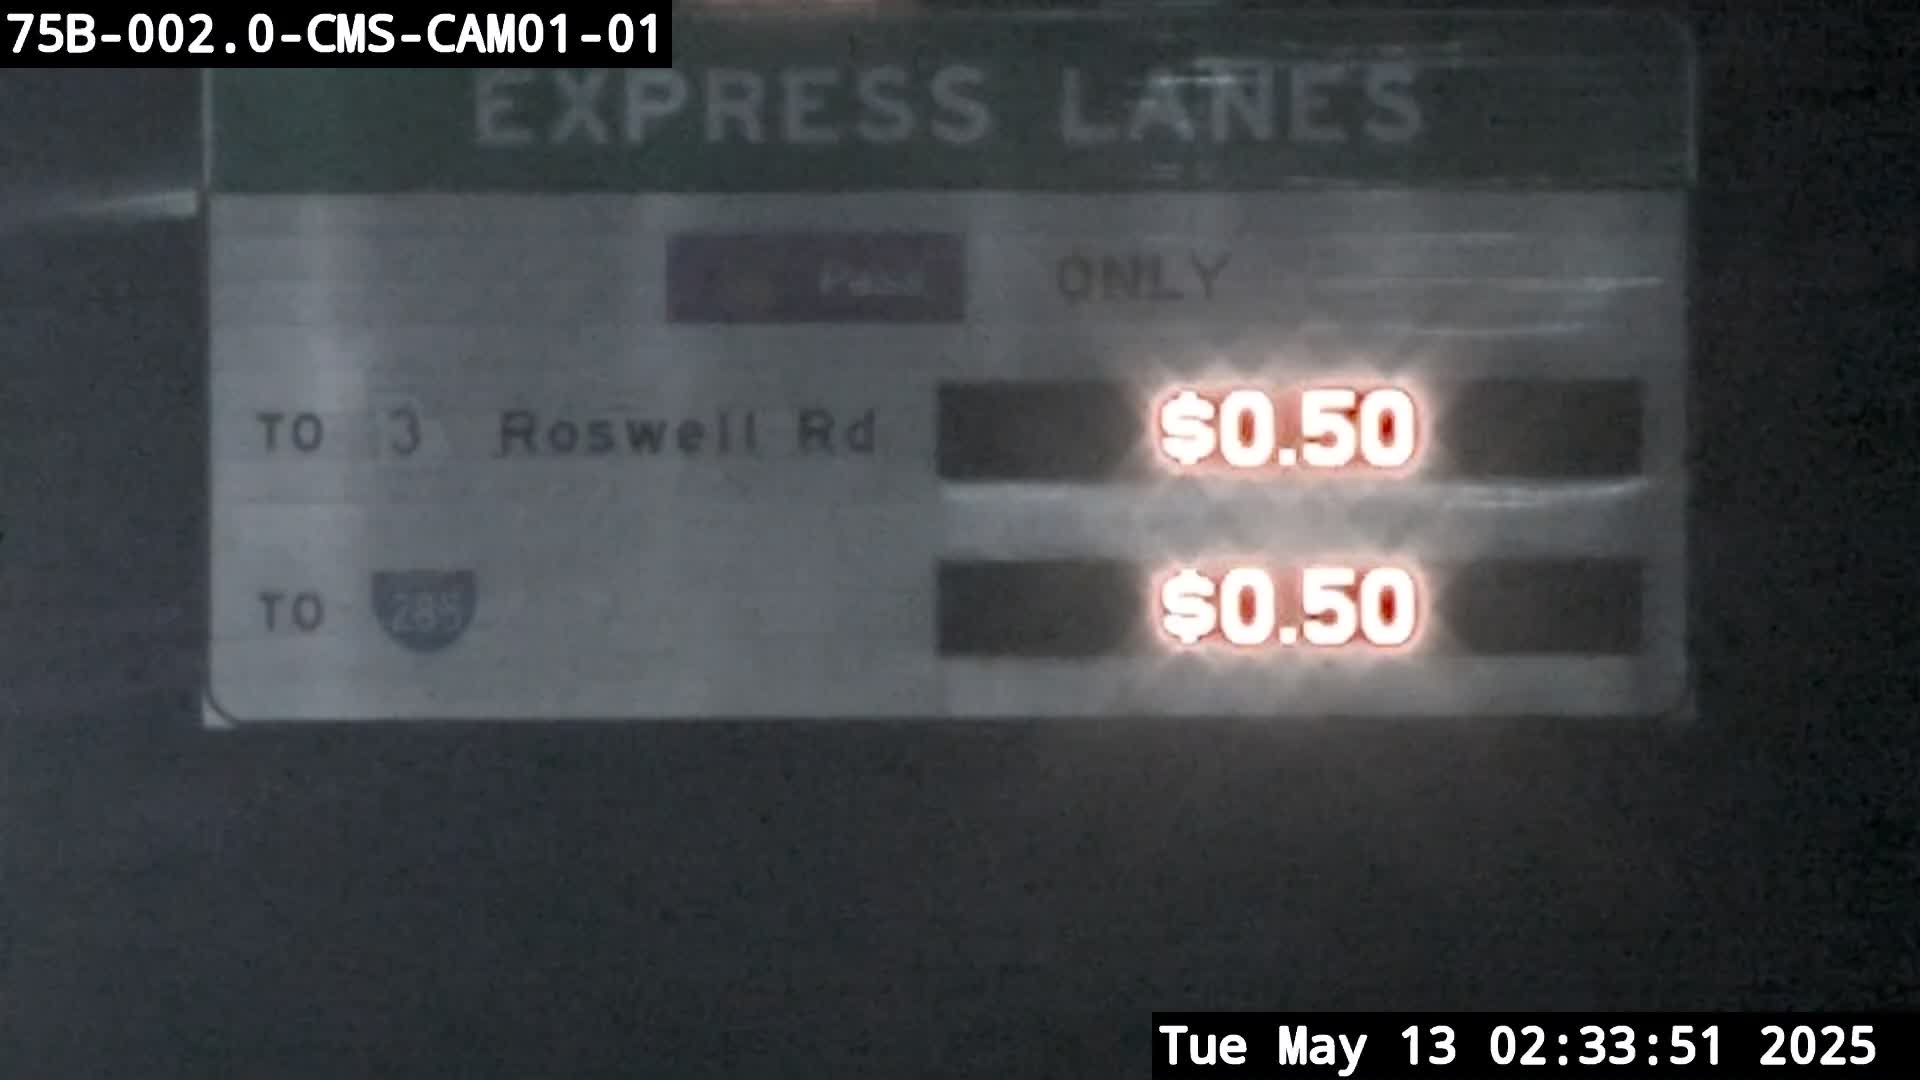 75B-002.0-CMS-CAM01-01
EXPRESS LANES
Pass ONLY
TO 3 Roswell Rd $0.50
TO 285 $0.50
Tue May 13 02:33:51 2025